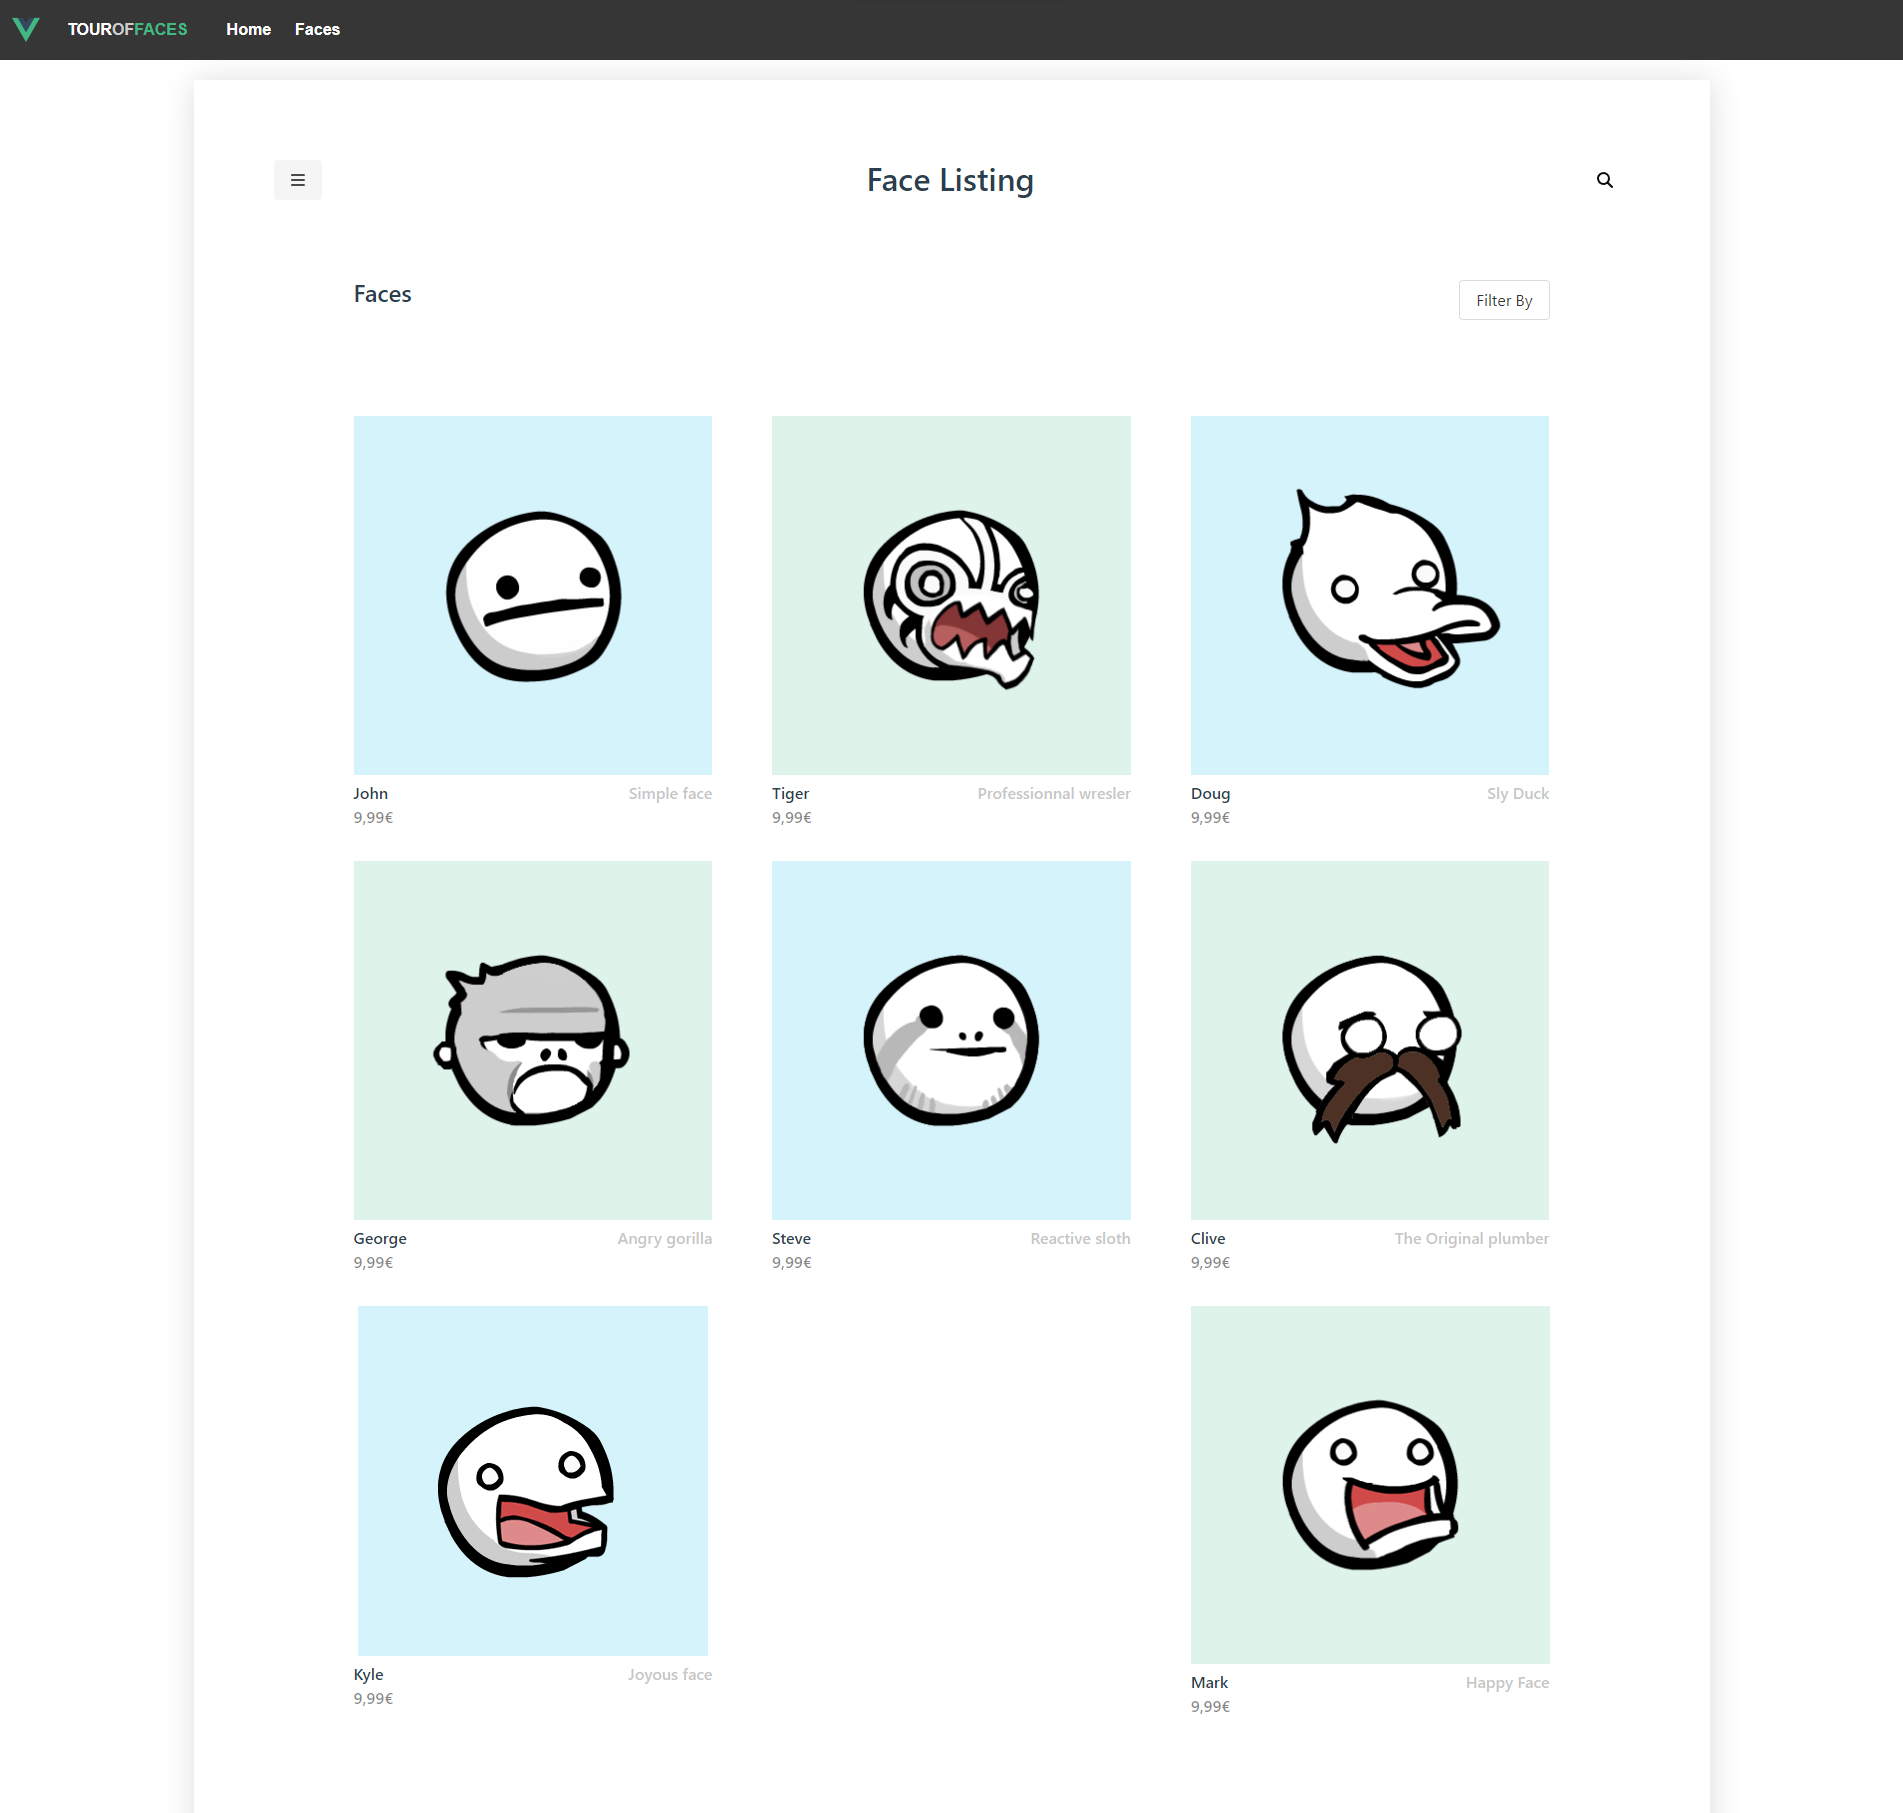 TOUROFFACES Home Faces
Face Listing
Faces
Filter By
John Simple face
9,99€
Tiger Professionnal wresler
9,99€
Doug Sly Duck
9,99€
George Angry gorilla
9,99€
Steve Reactive sloth
9,99€
Clive The Original plumber
9,99€
Kyle Joyous face
9,99€
Mark Happy Face
9,99€